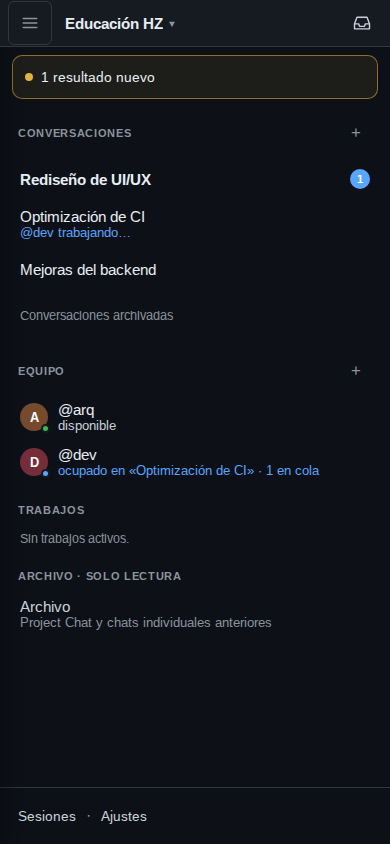 Educación HZ ▾
1 resultado nuevo
CONVERSACIONES +
Rediseño de UI/UX 1
Optimización de CI
@dev trabajando…
Mejoras del backend
Conversaciones archivadas
EQUIPO +
A @arq
disponible
D @dev
ocupado en «Optimización de CI» · 1 en cola
TRABAJOS
Sin trabajos activos.
ARCHIVO · SOLO LECTURA
Archivo
Project Chat y chats individuales anteriores
Sesiones · Ajustes